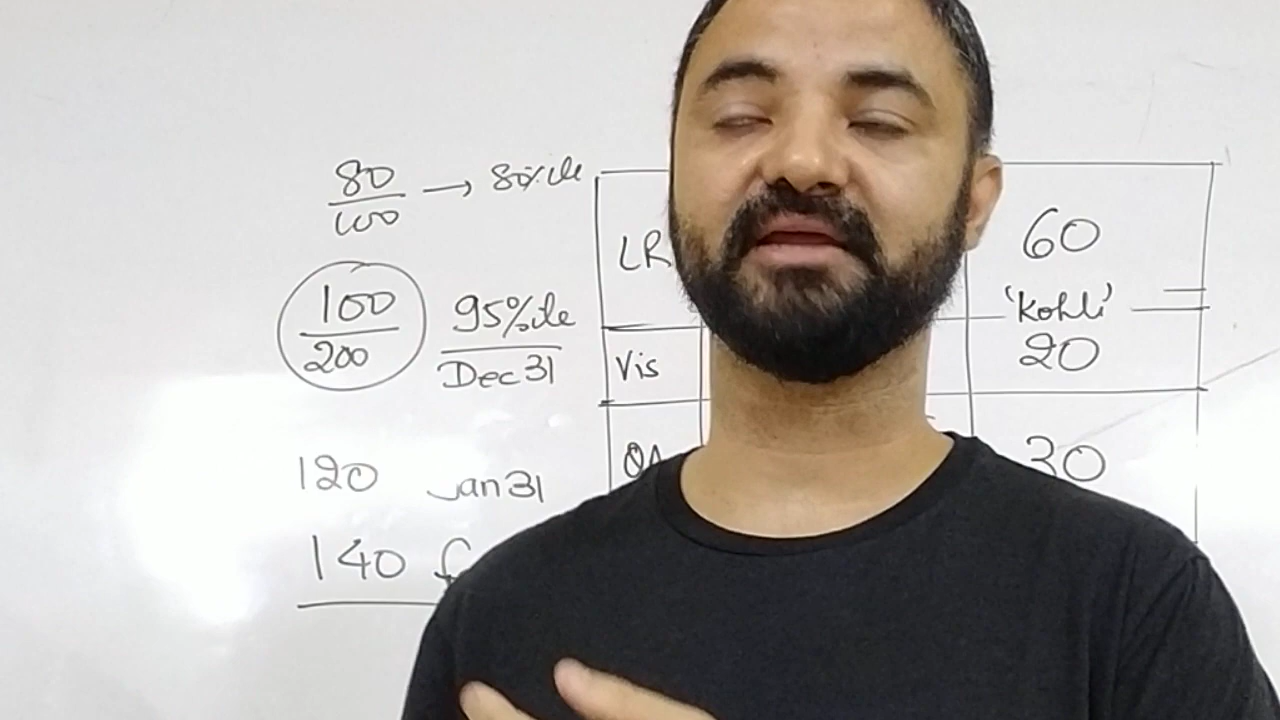 80
100 → 80%ile
100
200
95%ile
Dec 31
120 Jan 31
140
LR 60
'Kohli'
Vis 20
QA 30